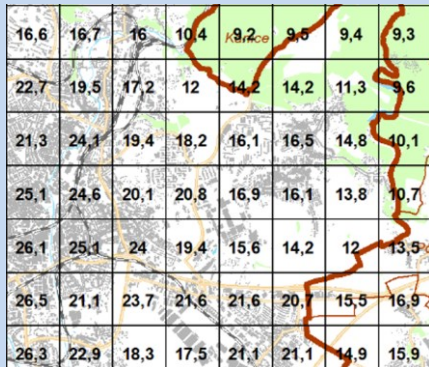 16,6 16,7 16 10,4 9,2 9,5 9,4 9,3
Kanice
22,7 19,5 17,2 12 14,2 14,2 11,3 9,6
21,3 24,1 19,4 18,2 16,1 16,5 14,8 10,1
25,1 24,6 20,1 20,8 16,9 16,1 13,8 10,7
26,1 25,1 24 19,4 15,6 14,2 12 13,5
26,5 21,1 23,7 21,6 21,6 20,7 15,5 16,9
26,3 22,9 18,3 17,5 21,1 21,1 14,9 15,9